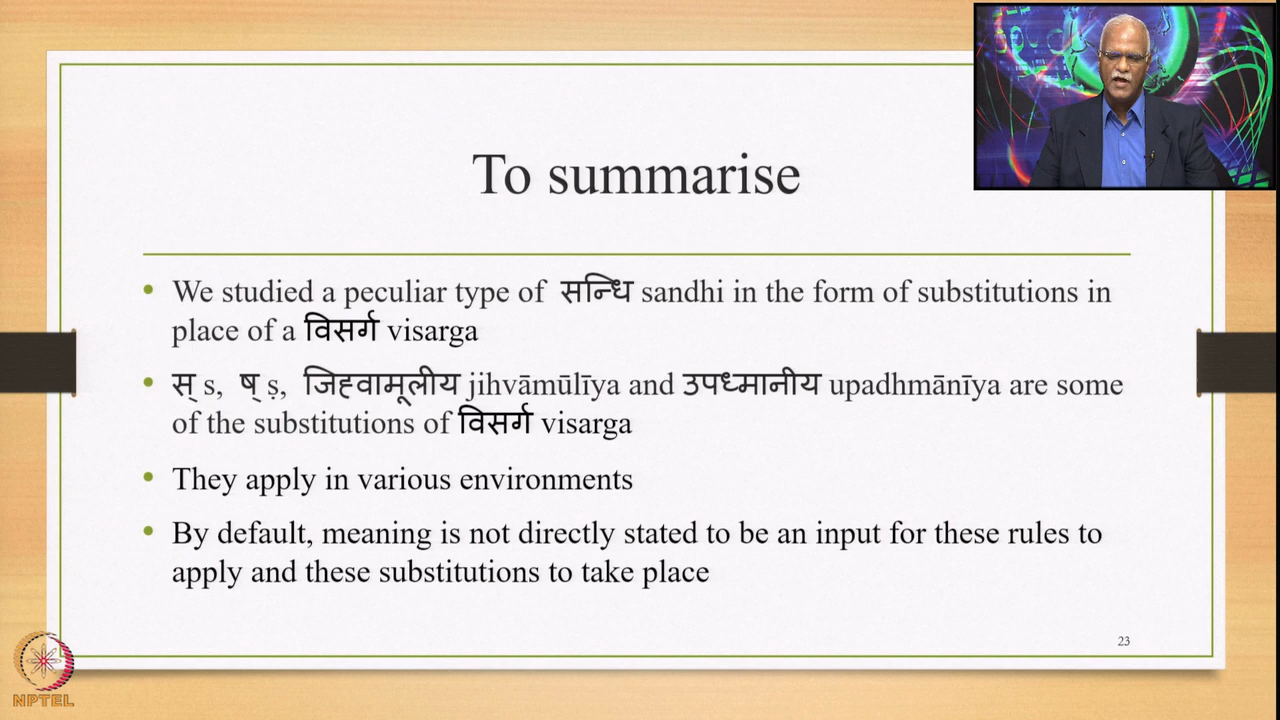 To summarise
• We studied a peculiar type of सन्धि sandhi in the form of substitutions in
place of a विसर्ग visarga
• स् s, ष् ṣ, जिह्वामूलीय jihvāmūlīya and उपध्मानीय upadhmānīya are some
of the substitutions of विसर्ग visarga
• They apply in various environments
• By default, meaning is not directly stated to be an input for these rules to
apply and these substitutions to take place
23
NPTEL